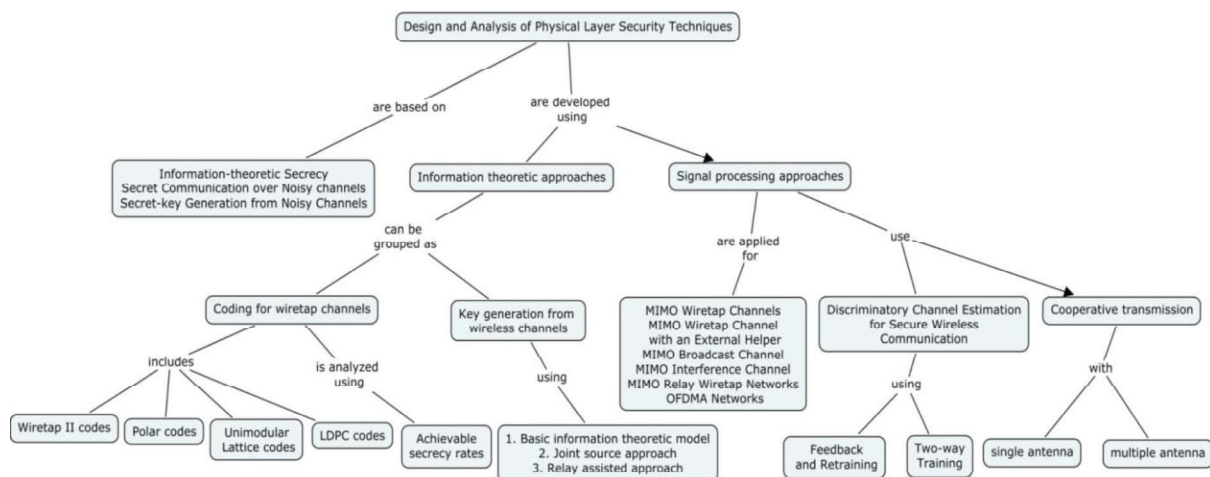 Design and Analysis of Physical Layer Security Techniques
are based on
are developed
using
Information-theoretic Secrecy
Secret Communication over Noisy channels
Secret-key Generation from Noisy Channels
Information theoretic approaches
Signal processing approaches
can be
grouped as
are applied
for
use
Coding for wiretap channels
Key generation from
wireless channels
MIMO Wiretap Channels
MIMO Wiretap Channel
with an External Helper
MIMO Broadcast Channel
MIMO Interference Channel
MIMO Relay Wiretap Networks
OFDMA Networks
Discriminatory Channel Estimation
for Secure Wireless
Communication
Cooperative transmission
includes
is analyzed
using
using
using
with
Wiretap II codes
Polar codes
Unimodular
Lattice codes
LDPC codes
Achievable
secrecy rates
1. Basic information theoretic model
2. Joint source approach
3. Relay assisted approach
Feedback
and Retraining
Two-way
Training
single antenna
multiple antenna